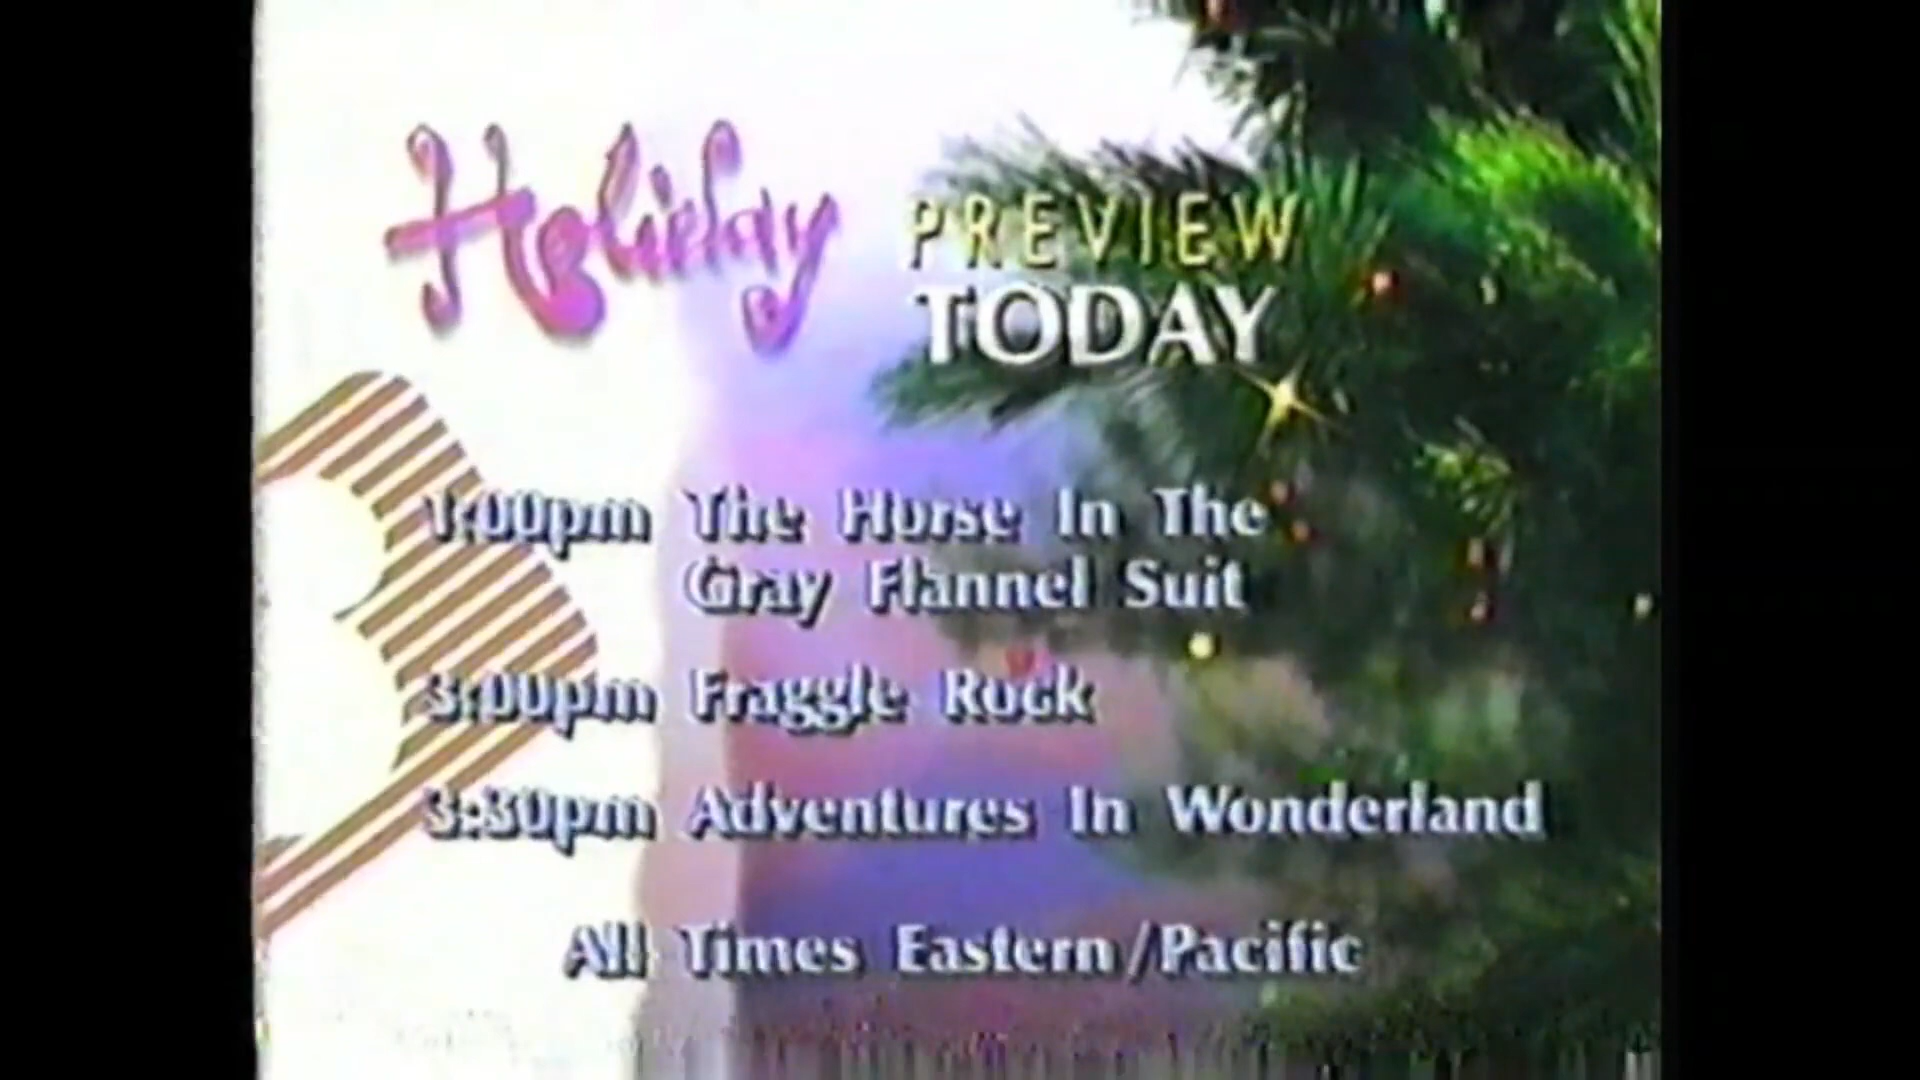 Holiday PREVIEW
TODAY
1:00pm The Horse In The
Gray Flannel Suit
3:00pm Fraggle Rock
3:30pm Adventures In Wonderland
All Times Eastern/Pacific